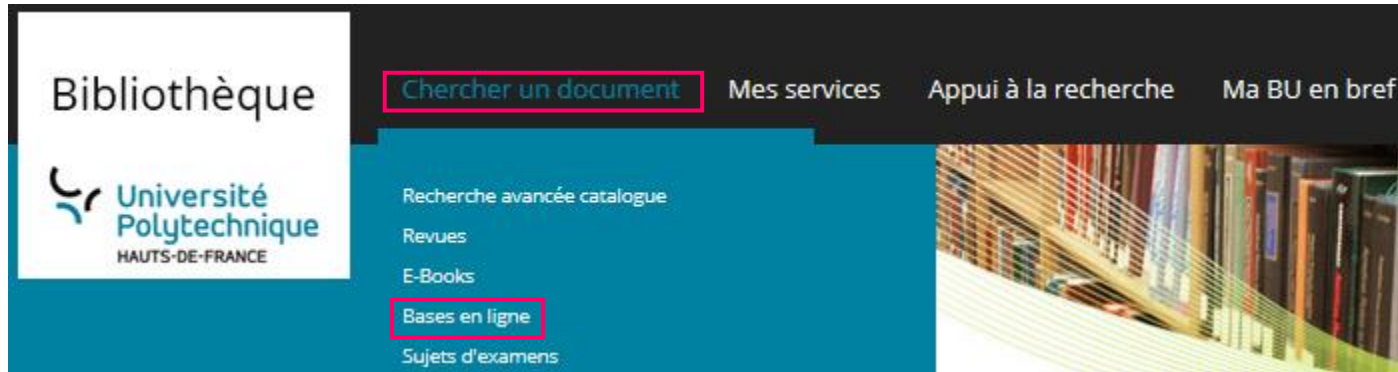 Bibliothèque
Université
Polytechnique
HAUTS-DE-FRANCE
Chercher un document Mes services Appui à la recherche Ma BU en bref
Recherche avancée catalogue
Revues
E-Books
Bases en ligne
Sujets d'examens